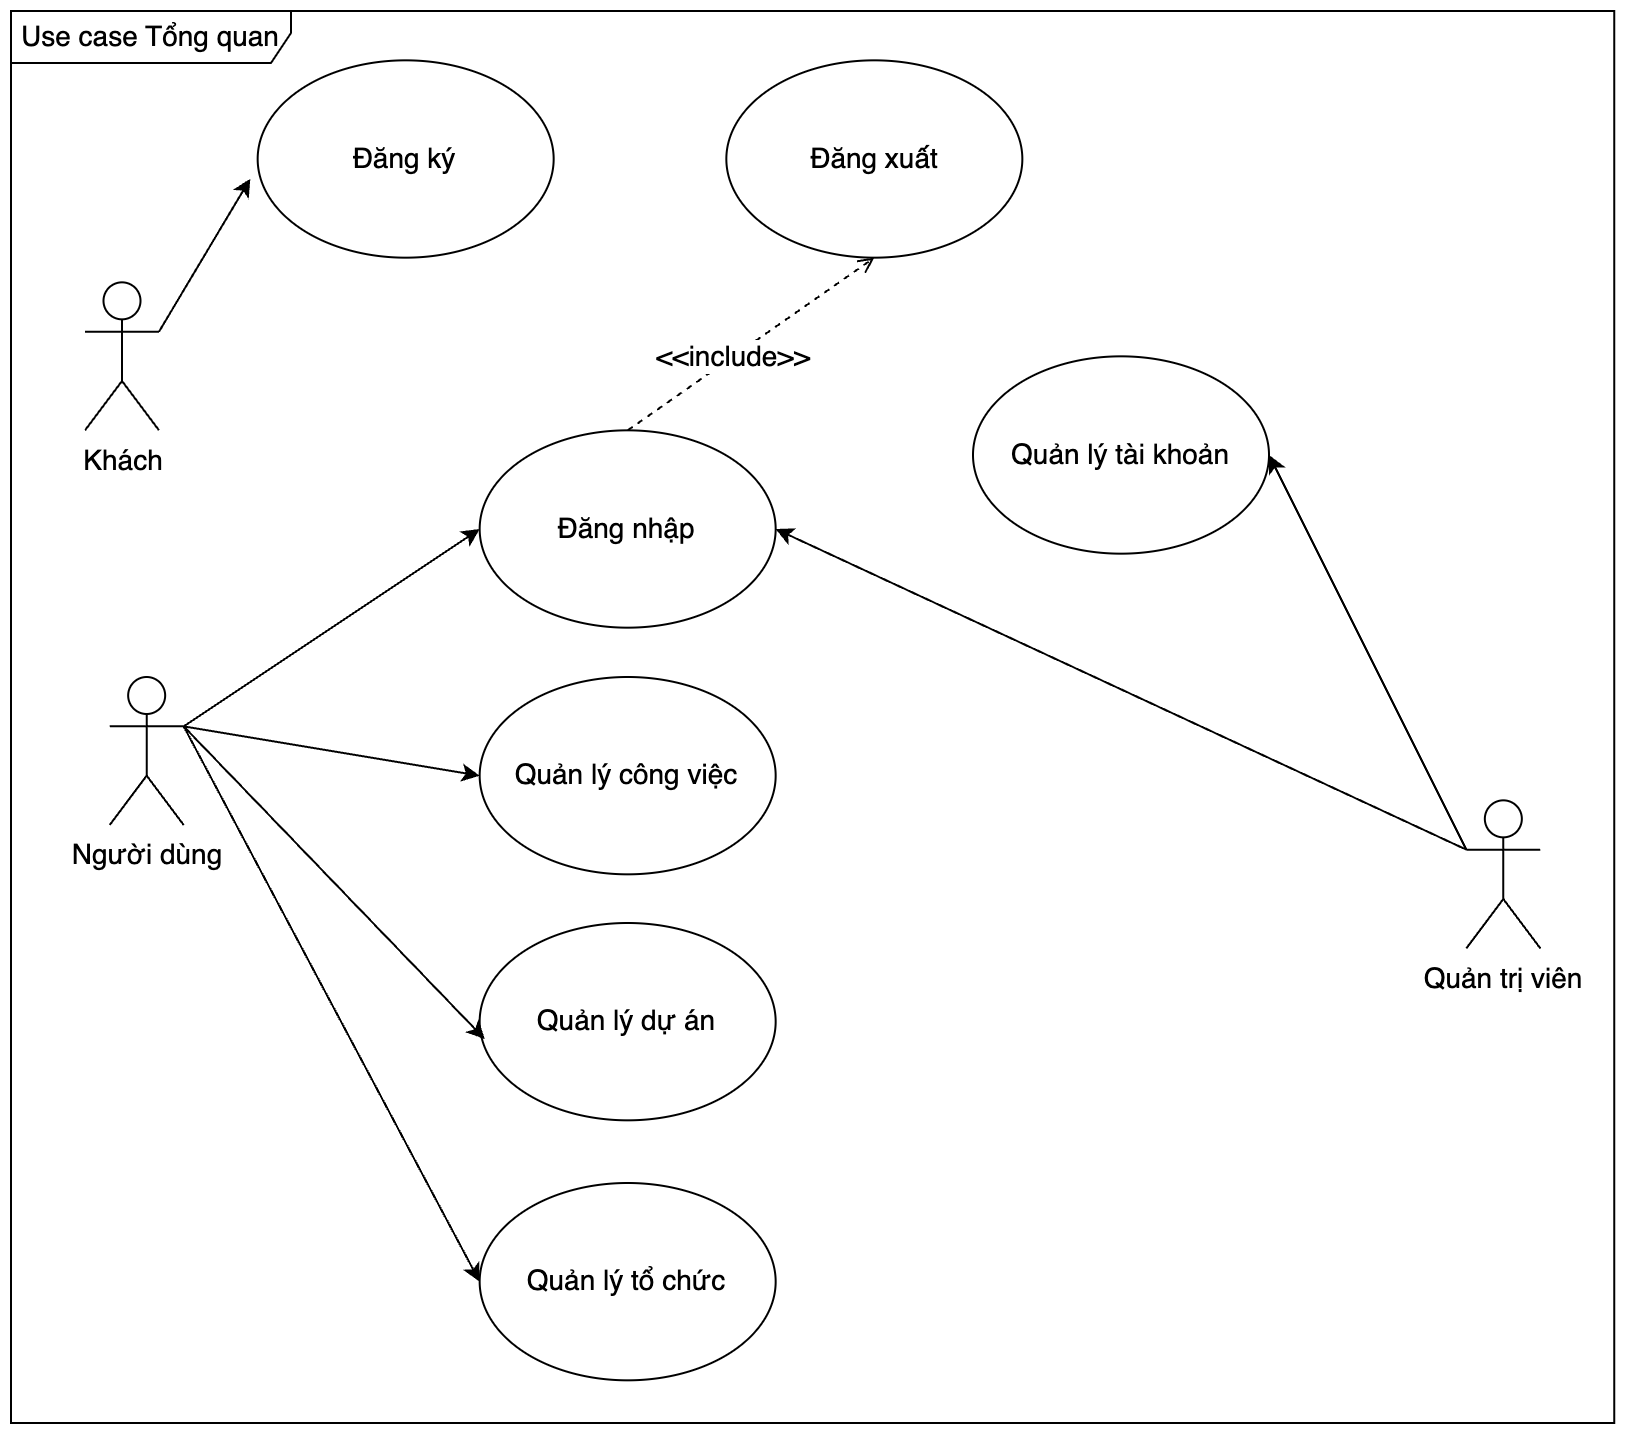 Use case Tổng quan
Đăng ký
Đăng xuất
<<include>>
Khách
Quản lý tài khoản
Đăng nhập
Quản lý công việc
Người dùng
Quản trị viên
Quản lý dự án
Quản lý tổ chức